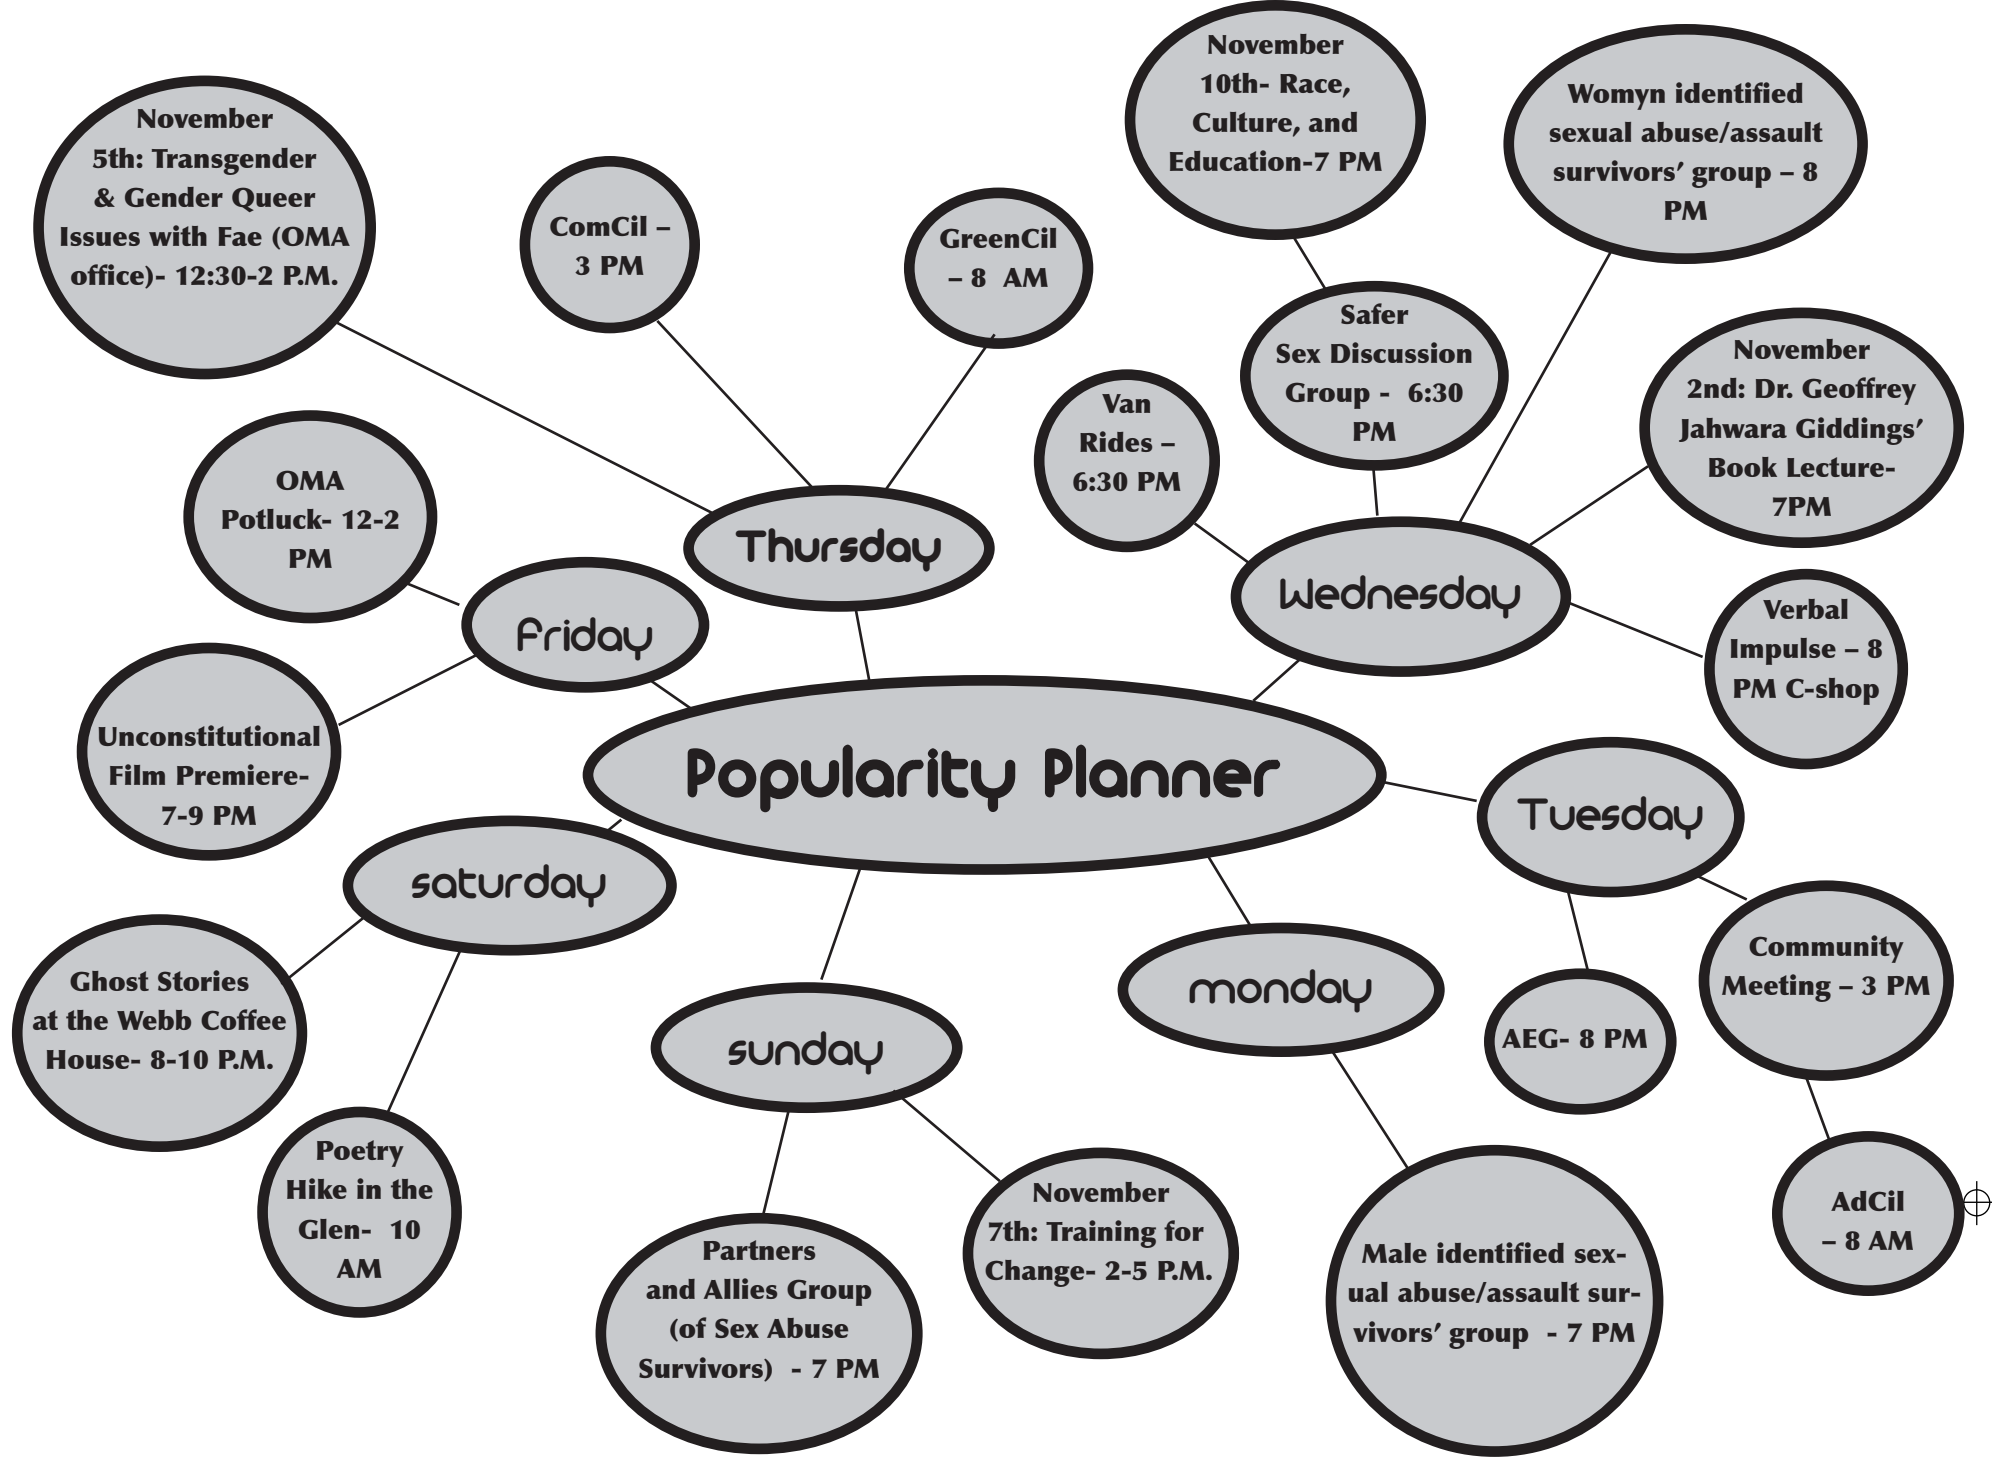 November
5th: Transgender
& Gender Queer
Issues with Fae (OMA
office)- 12:30-2 P.M.
ComCil –
3 PM
GreenCil
– 8 AM
November
10th- Race,
Culture, and
Education-7 PM
Womyn identified
sexual abuse/assault
survivors’ group – 8
PM
Safer
Sex Discussion
Group - 6:30
PM
Van
Rides –
6:30 PM
November
2nd: Dr. Geoffrey
Jahwara Giddings’
Book Lecture-
7PM
OMA
Potluck- 12-2
PM
Thursday
Wednesday
Friday
Verbal
Impulse – 8
PM C-shop
Unconstitutional
Film Premiere-
7-9 PM
Popularity Planner
Tuesday
saturday
Ghost Stories
at the Webb Coffee
House- 8-10 P.M.
sunday
monday
AEG- 8 PM
Community
Meeting – 3 PM
Poetry
Hike in the
Glen- 10
AM
Partners
and Allies Group
(of Sex Abuse
Survivors) - 7 PM
November
7th: Training for
Change- 2-5 P.M.
Male identified sex-
ual abuse/assault sur-
vivors’ group - 7 PM
AdCil
– 8 AM